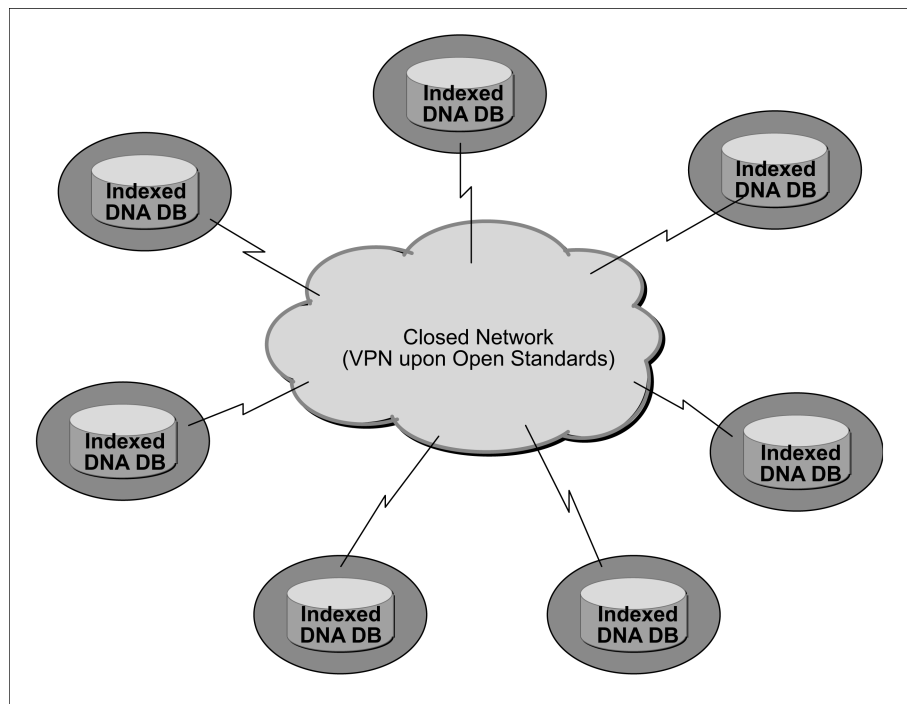 Indexed
DNA DB
Indexed
DNA DB
Indexed
DNA DB
Closed Network
(VPN upon Open Standards)
Indexed
DNA DB
Indexed
DNA DB
Indexed
DNA DB
Indexed
DNA DB